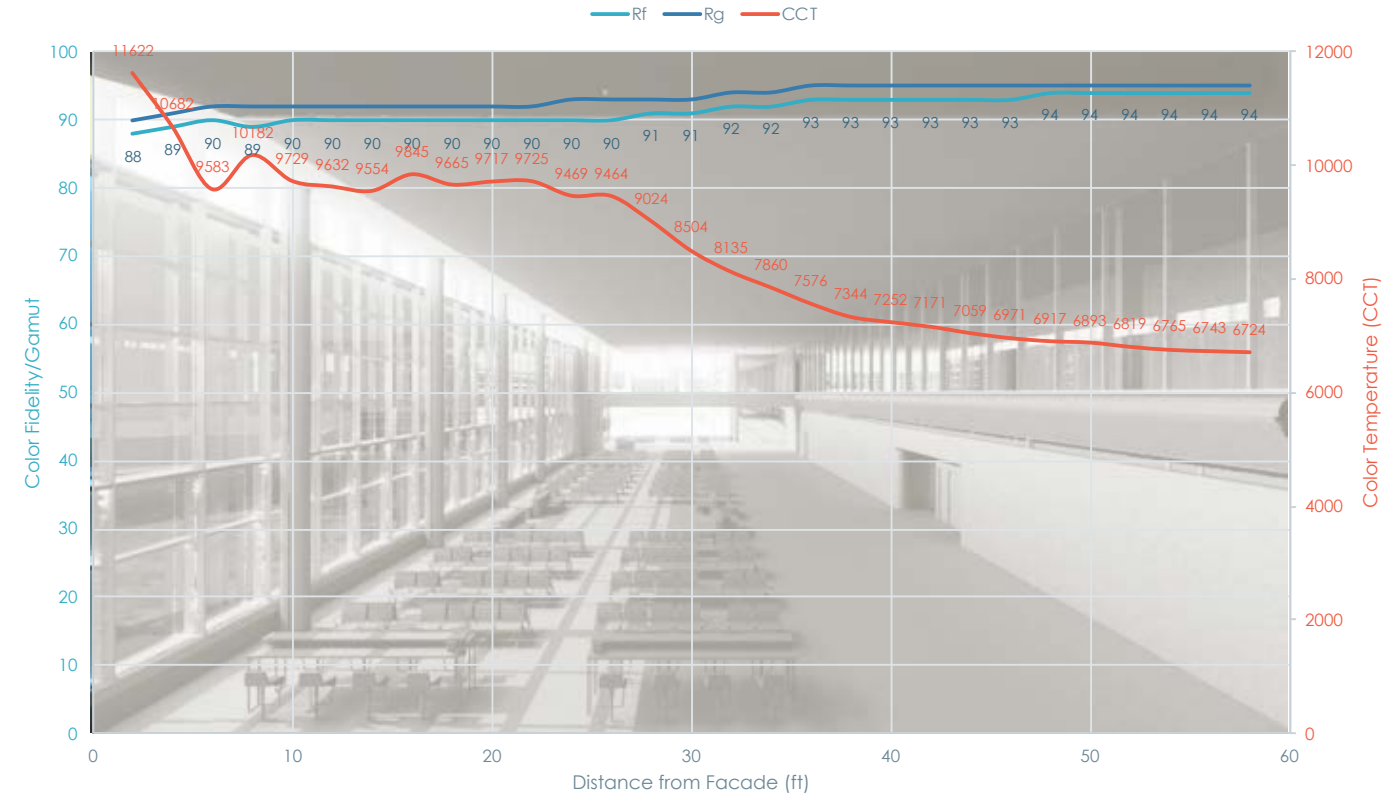 Rf Rg CCT
100
90
80
70
60
50
40
30
20
10
0
Color Fidelity/Gamut
12000
10000
8000
6000
4000
2000
0
Color Temperature (CCT)
11622 10682 9583 10182 9729 9632 9554 9845 9665 9717 9725 9469 9464 9024 8504 8135 7860 7576 7344 7252 7171 7059 6971 6917 6893 6819 6765 6743 6724
88 89 90 89 90 90 90 90 90 90 90 90 90 91 91 92 92 93 93 93 93 93 93 94 94 94 94 94 94
0 10 20 30 40 50 60
Distance from Facade (ft)